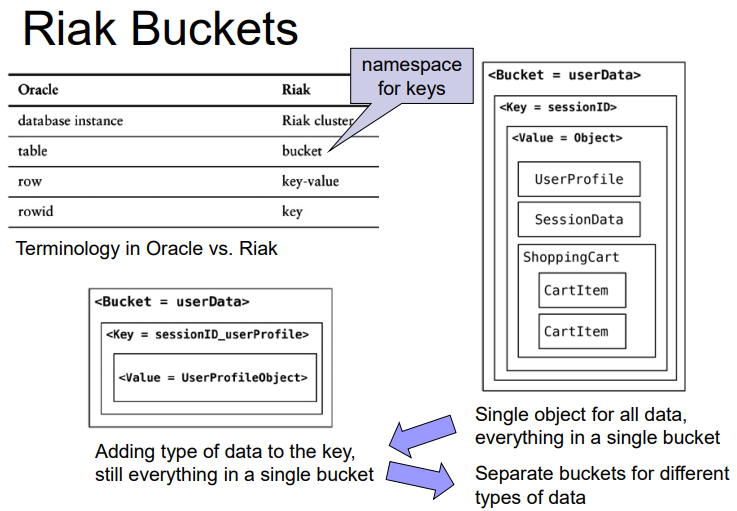 Riak Buckets
namespace
for keys
Oracle Riak
database instance Riak cluster
table bucket
row key-value
rowid key
Terminology in Oracle vs. Riak
<Bucket = userData>
<Key = sessionID>
<Value = Object>
UserProfile
SessionData
ShoppingCart
CartItem
CartItem
<Bucket = userData>
<Key = sessionID_userProfile>
<Value = UserProfileObject>
Single object for all data,
everything in a single bucket
Adding type of data to the key,
still everything in a single bucket
Separate buckets for different
types of data